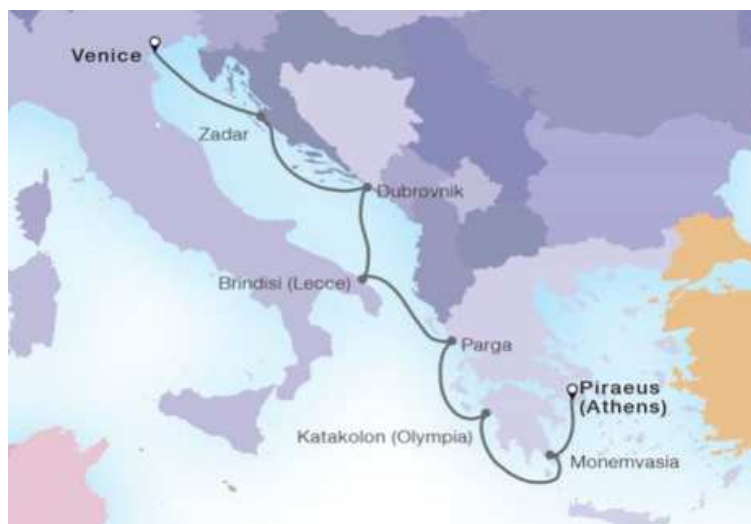 Venice
Zadar
Dubrovnik
Brindisi (Lecce)
Parga
Piraeus
(Athens)
Katakolon (Olympia)
Monemvasia